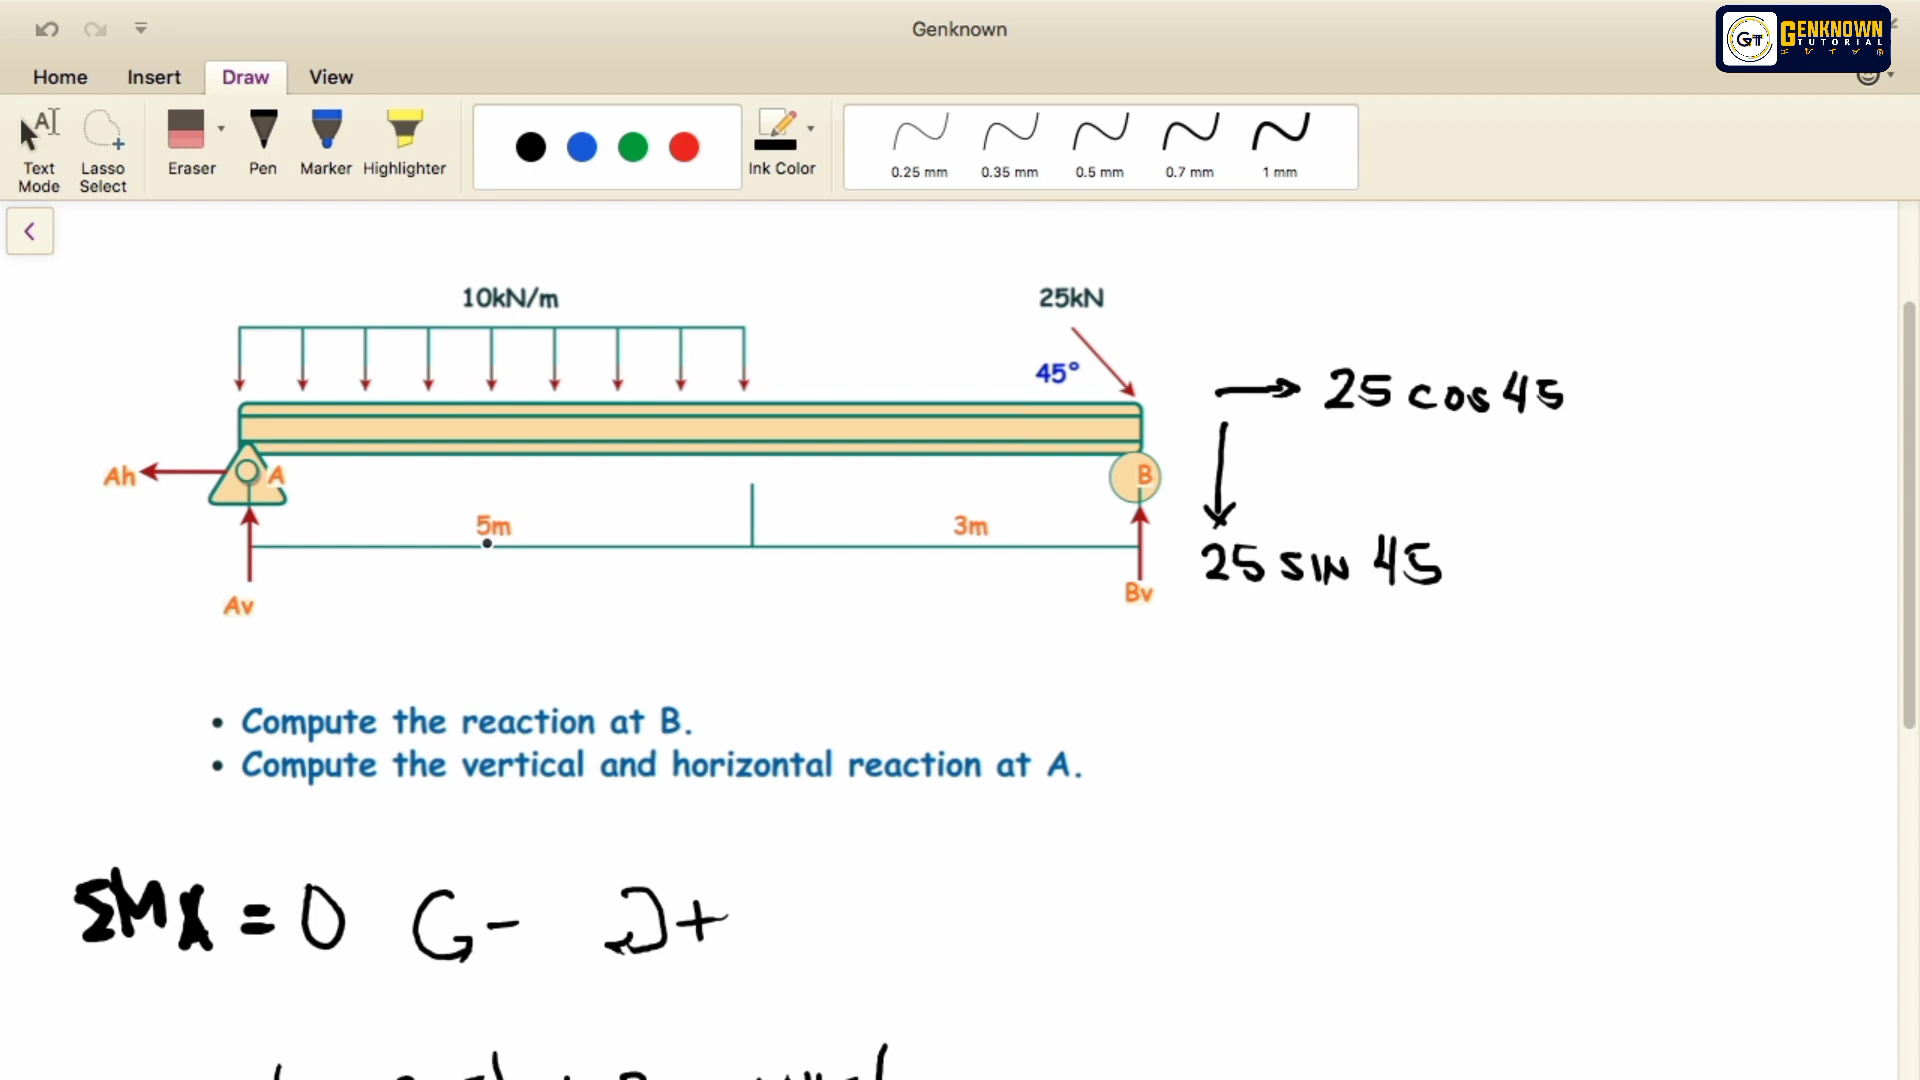 Genknown
GT GENKNOWN
TUTORIAL
Home Insert Draw View
Text Mode
Lasso Select
Eraser
Pen
Marker
Highlighter
Ink Color
0.25 mm 0.35 mm 0.5 mm 0.7 mm 1 mm
10kN/m 25kN
45°
25 cos 45
Ah A B
5m 3m
25 SIN 45
Av Bv
• Compute the reaction at B.
• Compute the vertical and horizontal reaction at A.
= 0 - +